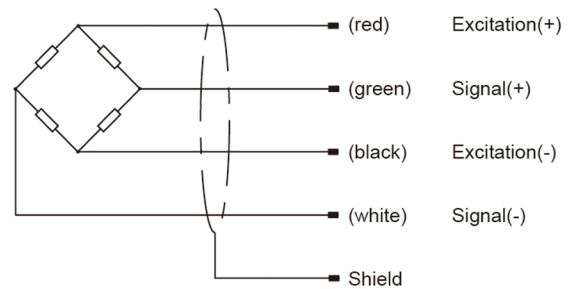 (red) Excitation(+)
(green) Signal(+)
(black) Excitation(-)
(white) Signal(-)
Shield